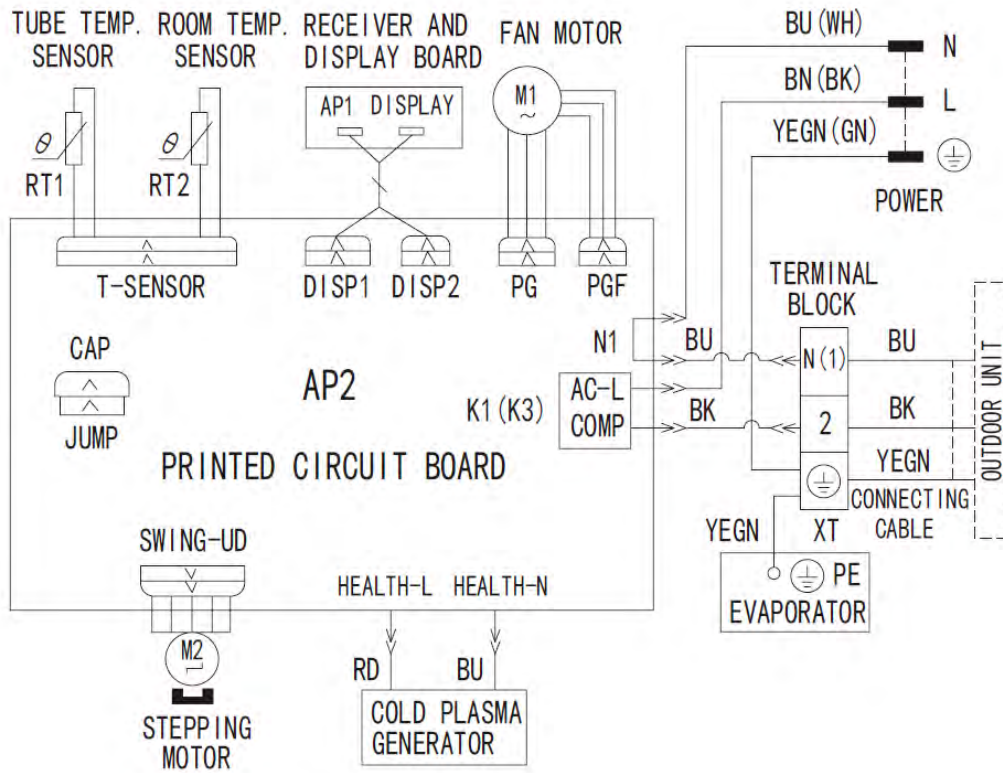 TUBE TEMP.
SENSOR
ROOM TEMP.
SENSOR
RECEIVER AND
DISPLAY BOARD
FAN MOTOR
BU(WH)
N
BN(BK)
L
YEGN(GN)
POWER
AP1 DISPLAY
M1
~
θ
RT1
θ
RT2
T-SENSOR
DISP1
DISP2
PG
PGF
TERMINAL
BLOCK
N1
BU
N(1)
BU
CAP
JUMP
AP2
K1(K3)
AC-L
COMP
BK
2
BK
OUTDOOR UNIT
PRINTED CIRCUIT BOARD
YEGN
CONNECTING
CABLE
YEGN
XT
PE
EVAPORATOR
SWING-UD
HEALTH-L
HEALTH-N
M2
RD
BU
STEPPING
MOTOR
COLD PLASMA
GENERATOR